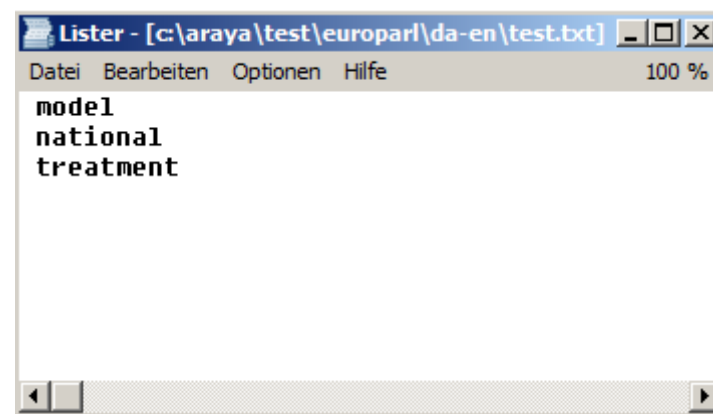 Lister - [c:\araya\test\europarl\da-en\test.txt]
Datei Bearbeiten Optionen Hilfe 100 %
model
national
treatment